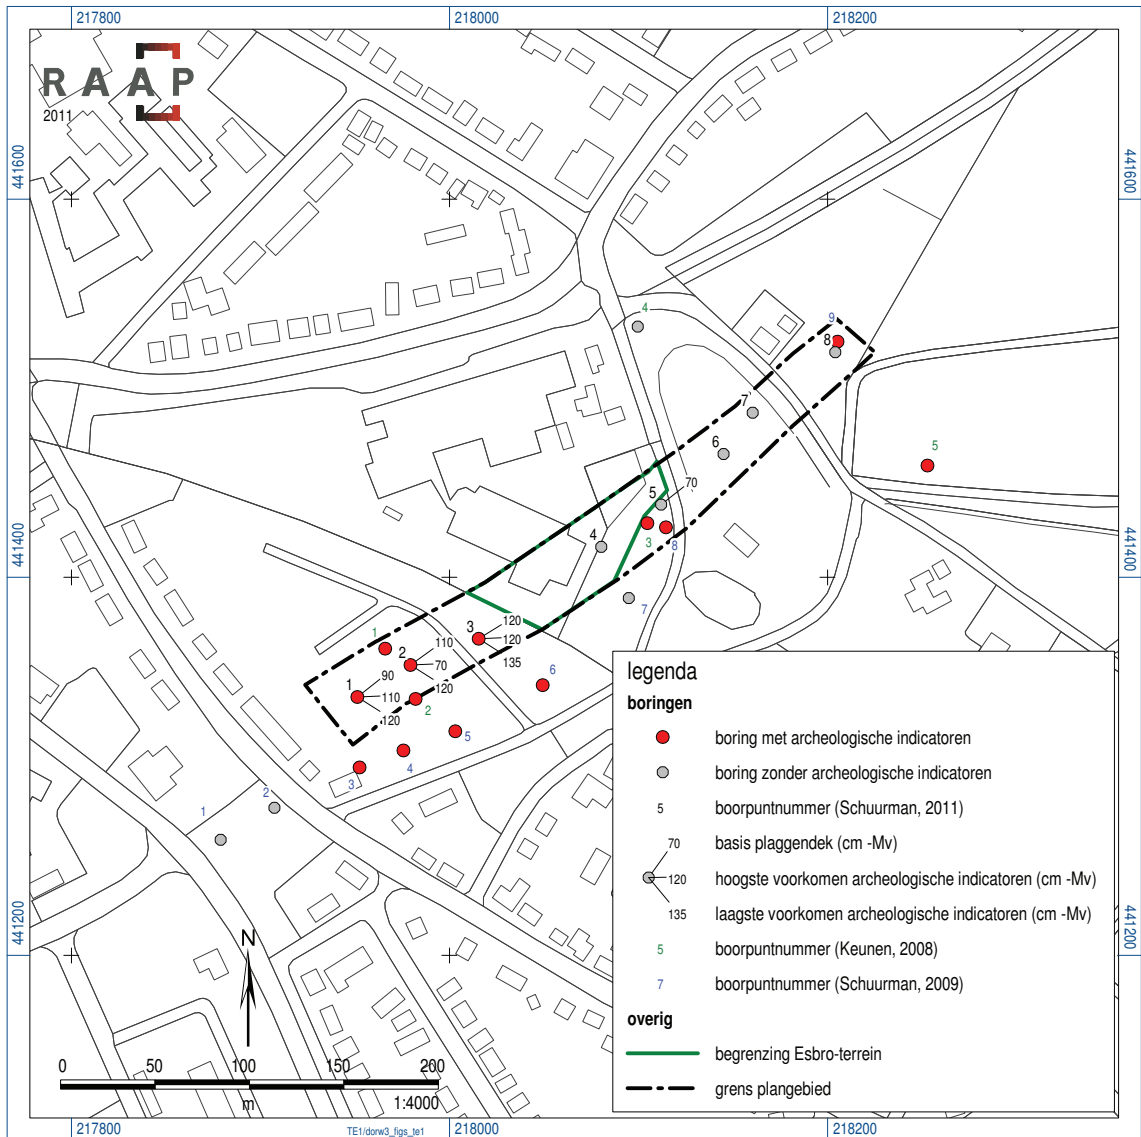 217800
218000
218200
RAAP
2011
441600
441600
4
9
8
7
6
5
5
70
4
3
8
7
1
2
110
70
120
3
120
120
135
1
90
110
120
2
6
5
4
3
2
1
441400
441400
legenda
boringen
boring met archeologische indicatoren
boring zonder archeologische indicatoren
5 boorpuntnummer (Schuurman, 2011)
70 basis plaggendek (cm -Mv)
120 hoogste voorkomen archeologische indicatoren (cm -Mv)
135 laagste voorkomen archeologische indicatoren (cm -Mv)
5 boorpuntnummer (Keunen, 2008)
7 boorpuntnummer (Schuurman, 2009)
overig
begrenzing Esbro-terrein
grens plangebied
441200
441200
N
0 50 100 150 200
m 1:4000
217800
TE1/dorw3_figs_te1
218000
218200